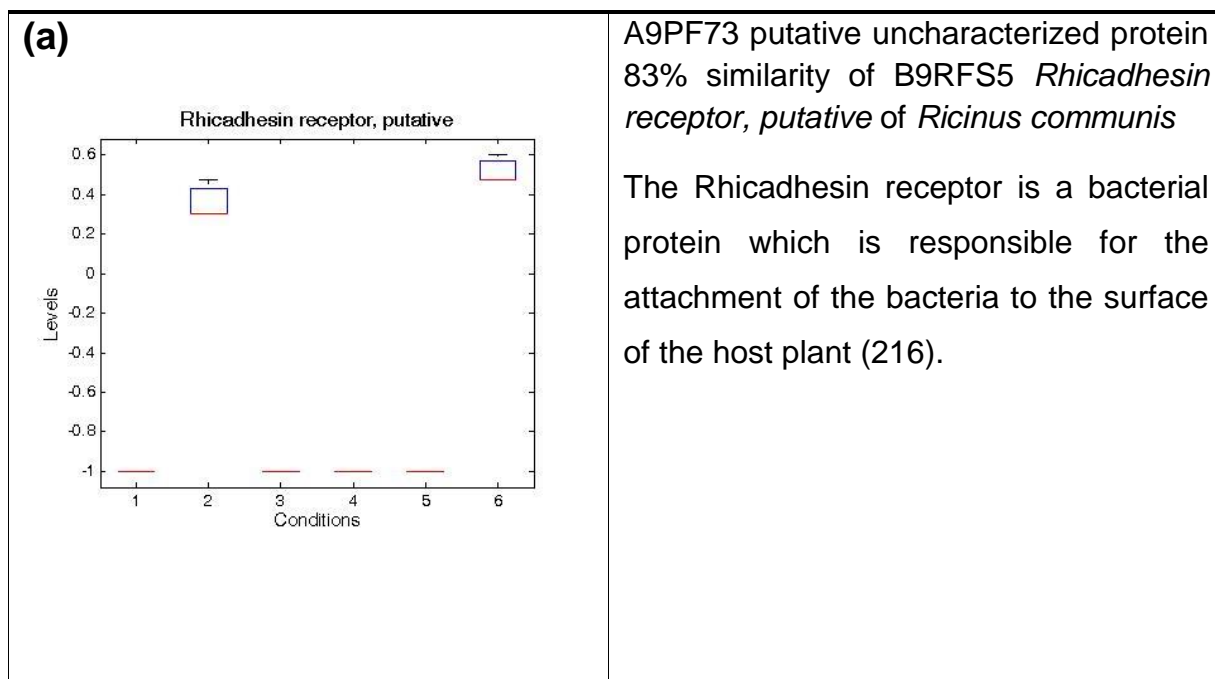 (a)
Rhicadhesin receptor, putative
0.6
0.4
0.2
0
-0.2
-0.4
-0.6
-0.8
-1
Levels
1 2 3 4 5 6
Conditions
A9PF73 putative uncharacterized protein
83% similarity of B9RFS5 Rhicadhesin
receptor, putative of Ricinus communis
The Rhicadhesin receptor is a bacterial
protein which is responsible for the
attachment of the bacteria to the surface
of the host plant (216).